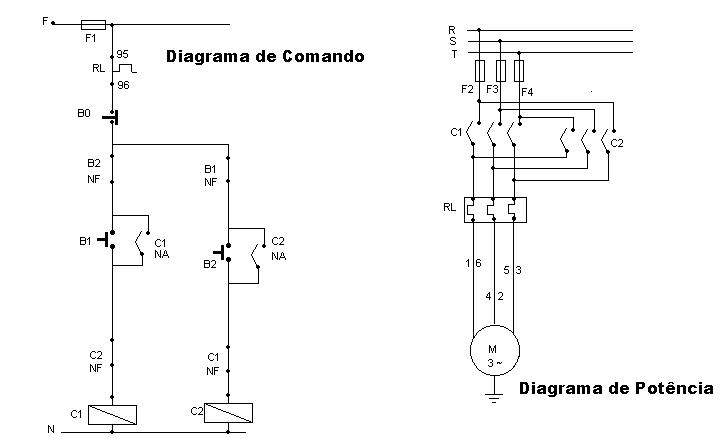 F
F1
Diagrama de Comando
95
RL
96
B0
B2
NF
B1
NF
B1
C1
NA
B2
C2
NA
C2
NF
C1
NF
C1
C2
N
R
S
T
F2 F3 F4
C1
C2
RL
1 6
5 3
4 2
M
3 ~
Diagrama de Potência